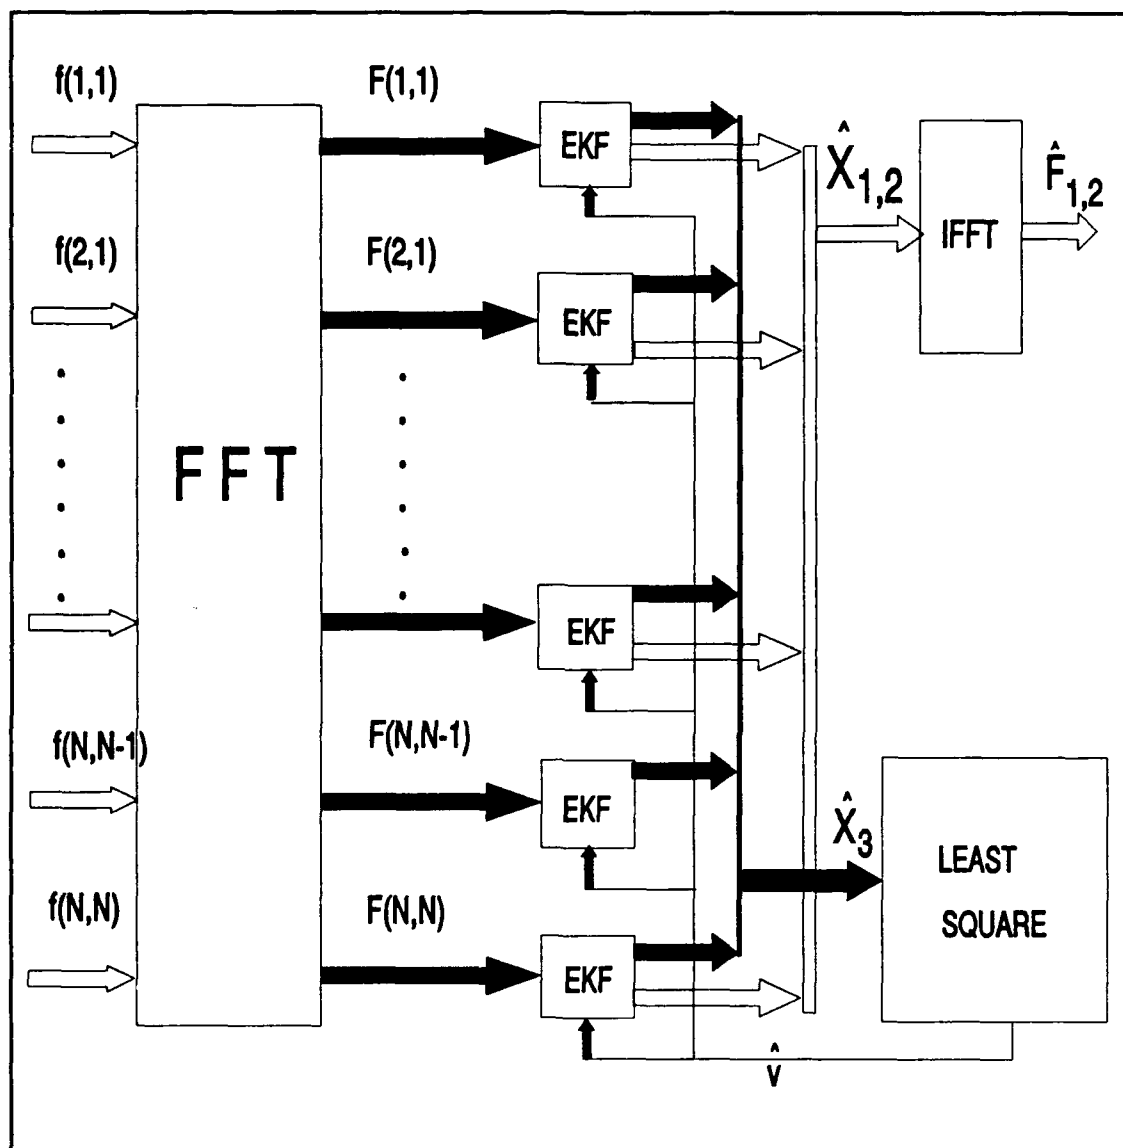 f(1,1)
F(1,1)
EKF
X̂1,2
IFFT
F̂1,2
f(2,1)
F(2,1)
EKF
FFT
EKF
f(N,N-1)
F(N,N-1)
EKF
X̂3
LEAST
SQUARE
f(N,N)
F(N,N)
EKF
v̂